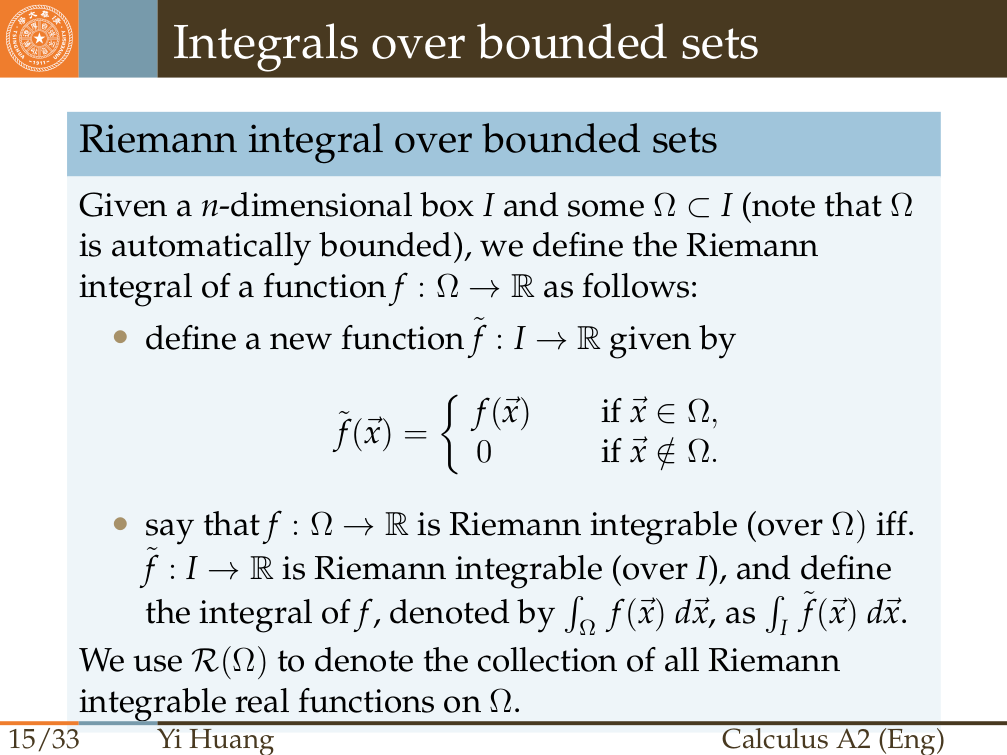 Integrals over bounded sets
Riemann integral over bounded sets
Given a n-dimensional box I and some Ω ⊂ I (note that Ω
is automatically bounded), we define the Riemann
integral of a function f : Ω → ℝ as follows:
• define a new function f̃ : I → ℝ given by
f̃(x⃗) = { f(x⃗) if x⃗ ∈ Ω,
0 if x⃗ ∉ Ω.
• say that f : Ω → ℝ is Riemann integrable (over Ω) iff.
f̃ : I → ℝ is Riemann integrable (over I), and define
the integral of f, denoted by ∫_Ω f(x⃗) dx⃗, as ∫_I f̃(x⃗) dx⃗.
We use 𝓡(Ω) to denote the collection of all Riemann
integrable real functions on Ω.
15/33 Yi Huang Calculus A2 (Eng)